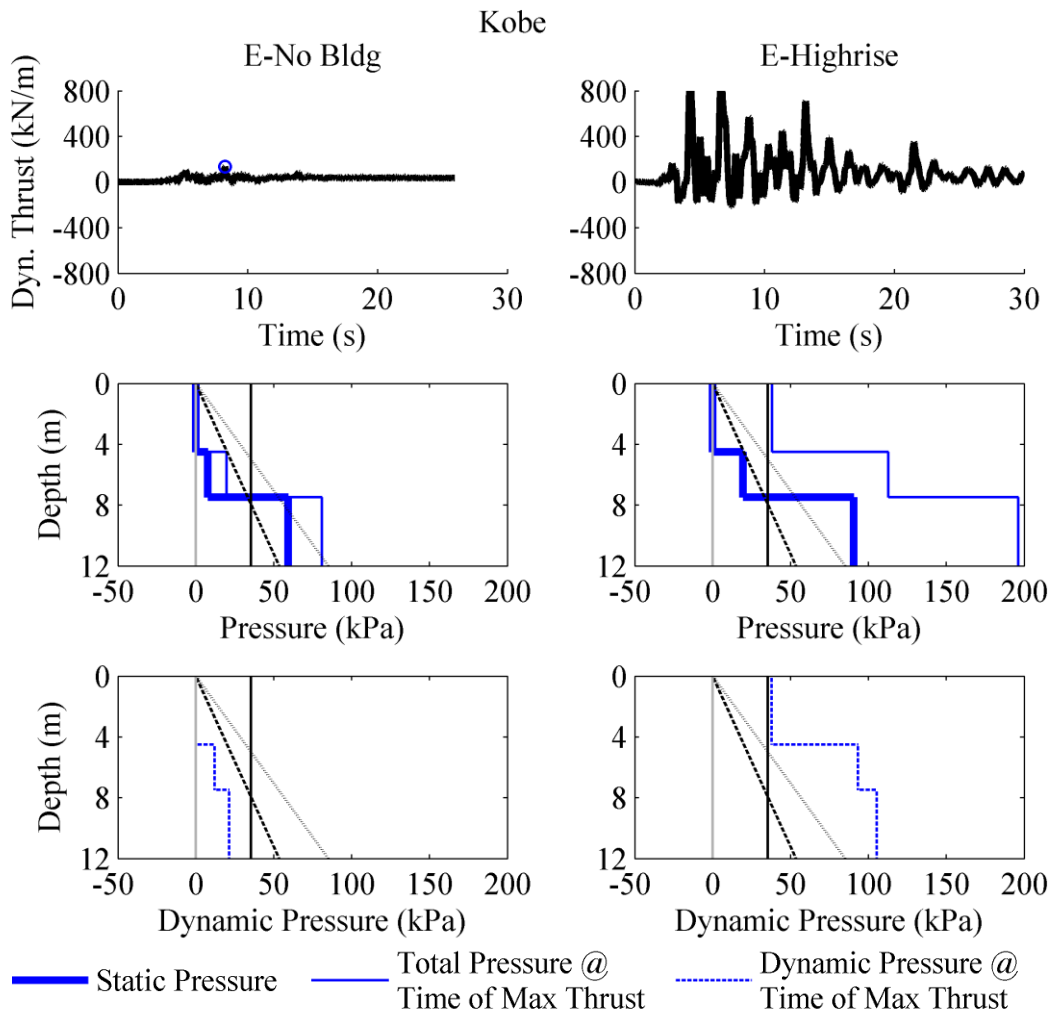 Kobe
E-No Bldg
E-Highrise
Dyn. Thrust (kN/m)
800
400
0
-400
-800
0 10 20 30
Time (s)
800
400
0
-400
-800
0 10 20 30
Time (s)
Depth (m)
0
4
8
12
-50 0 50 100 150 200
Pressure (kPa)
0
4
8
12
-50 0 50 100 150 200
Pressure (kPa)
Depth (m)
0
4
8
12
-50 0 50 100 150 200
Dynamic Pressure (kPa)
0
4
8
12
-50 0 50 100 150 200
Dynamic Pressure (kPa)
Static Pressure
Total Pressure @
Time of Max Thrust
Dynamic Pressure @
Time of Max Thrust